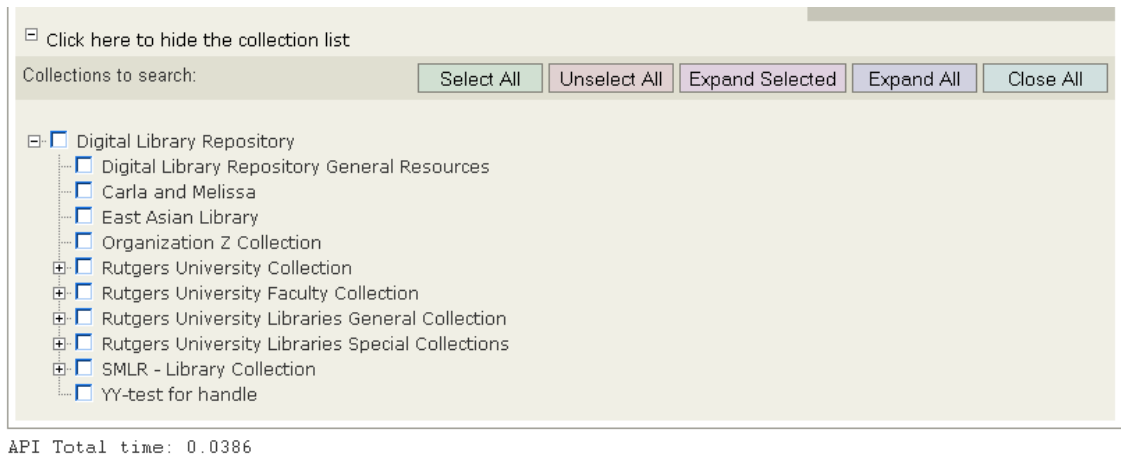 Click here to hide the collection list
Collections to search: Select All Unselect All Expand Selected Expand All Close All
Digital Library Repository
Digital Library Repository General Resources
Carla and Melissa
East Asian Library
Organization Z Collection
Rutgers University Collection
Rutgers University Faculty Collection
Rutgers University Libraries General Collection
Rutgers University Libraries Special Collections
SMLR - Library Collection
YY-test for handle
API Total time: 0.0386